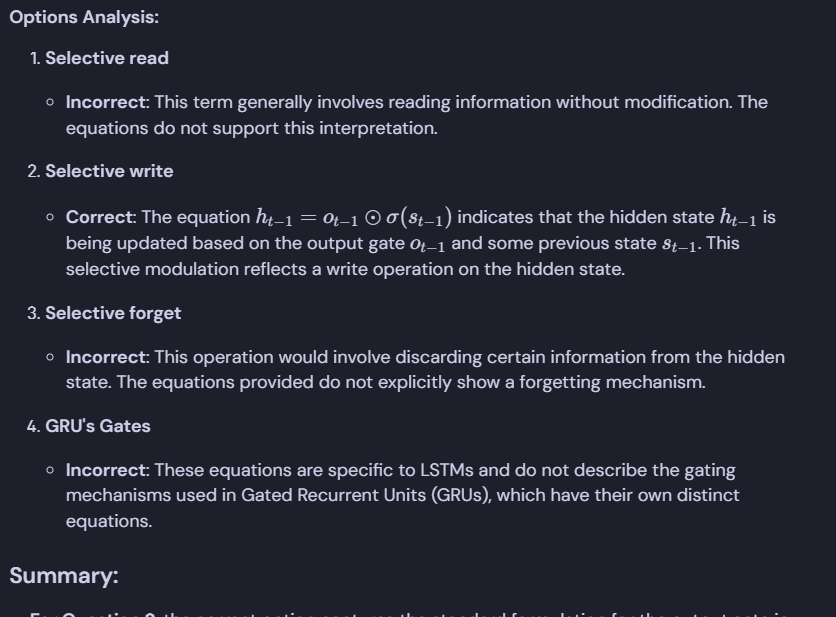 Options Analysis:
1. Selective read
Incorrect: This term generally involves reading information without modification. The
equations do not support this interpretation.
2. Selective write
Correct: The equation h_{t−1} = o_{t−1} ⊙ σ(s_{t−1}) indicates that the hidden state h_{t−1} is
being updated based on the output gate o_{t−1} and some previous state s_{t−1}. This
selective modulation reflects a write operation on the hidden state.
3. Selective forget
Incorrect: This operation would involve discarding certain information from the hidden
state. The equations provided do not explicitly show a forgetting mechanism.
4. GRU's Gates
Incorrect: These equations are specific to LSTMs and do not describe the gating
mechanisms used in Gated Recurrent Units (GRUs), which have their own distinct
equations.
Summary: